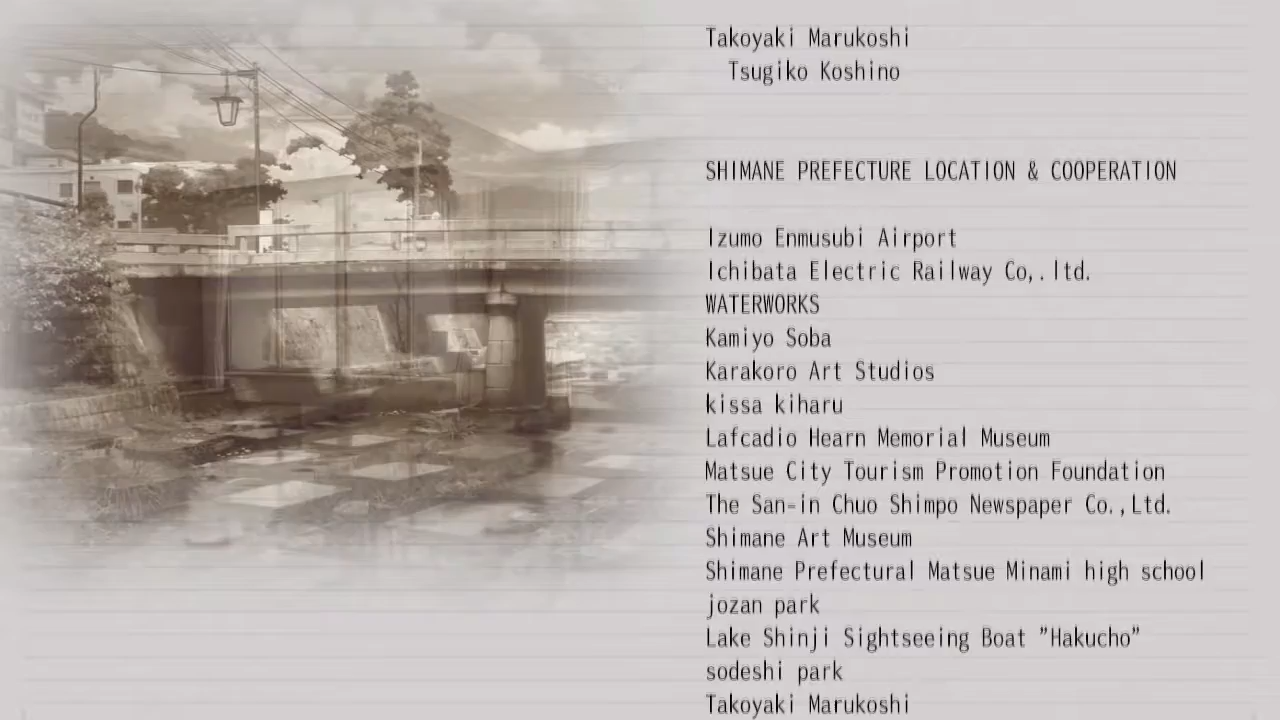 Takoyaki Marukoshi
Tsugiko Koshino
SHIMANE PREFECTURE LOCATION & COOPERATION
Izumo Enmusubi Airport
Ichibata Electric Railway Co,.ltd.
WATERWORKS
Kamiyo Soba
Karakoro Art Studios
kissa kiharu
Lafcadio Hearn Memorial Museum
Matsue City Tourism Promotion Foundation
The San-in Chuo Shimpo Newspaper Co.,Ltd.
Shimane Art Museum
Shimane Prefectural Matsue Minami high school
jozan park
Lake Shinji Sightseeing Boat ”Hakucho”
sodeshi park
Takoyaki Marukoshi